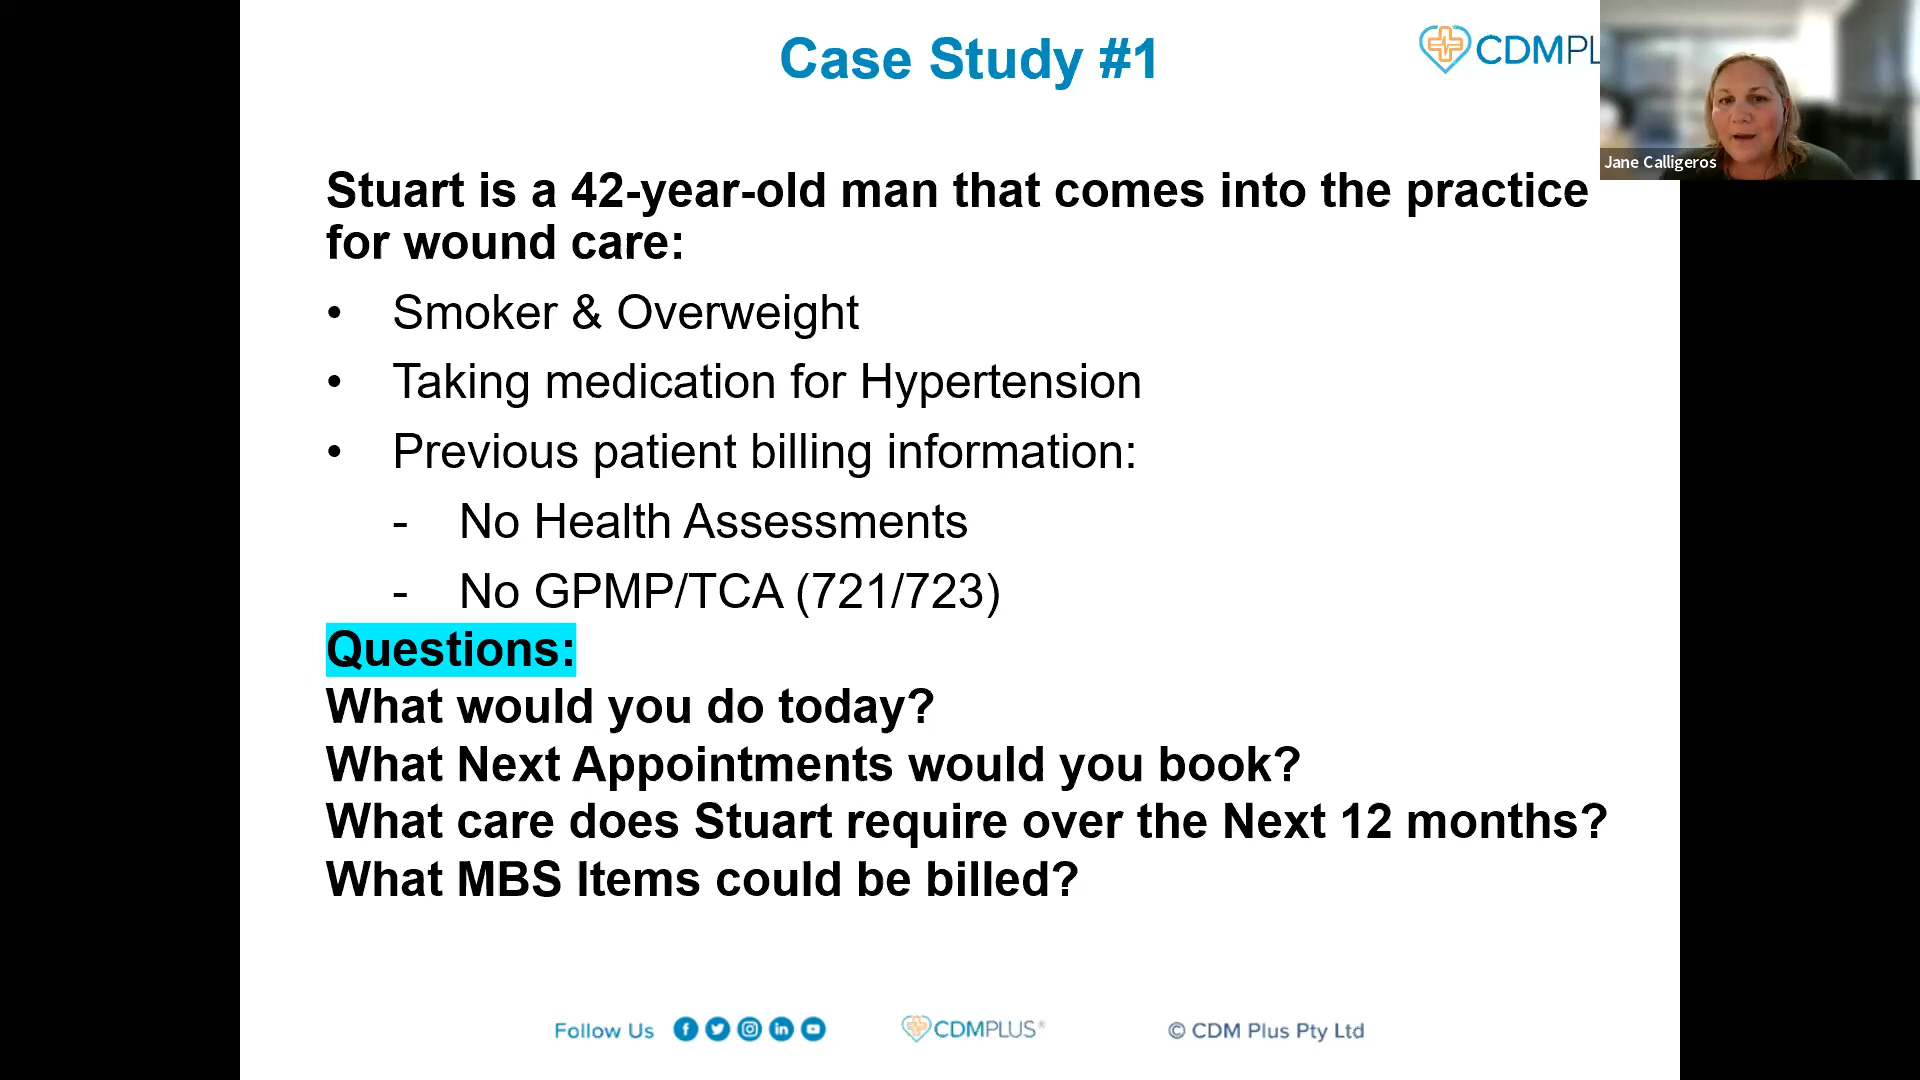 Case Study #1
CDMPL
Jane Calligeros
Stuart is a 42-year-old man that comes into the practice
for wound care:
• Smoker & Overweight
• Taking medication for Hypertension
• Previous patient billing information:
- No Health Assessments
- No GPMP/TCA (721/723)
Questions:
What would you do today?
What Next Appointments would you book?
What care does Stuart require over the Next 12 months?
What MBS Items could be billed?
Follow Us
CDMPLUS®
© CDM Plus Pty Ltd